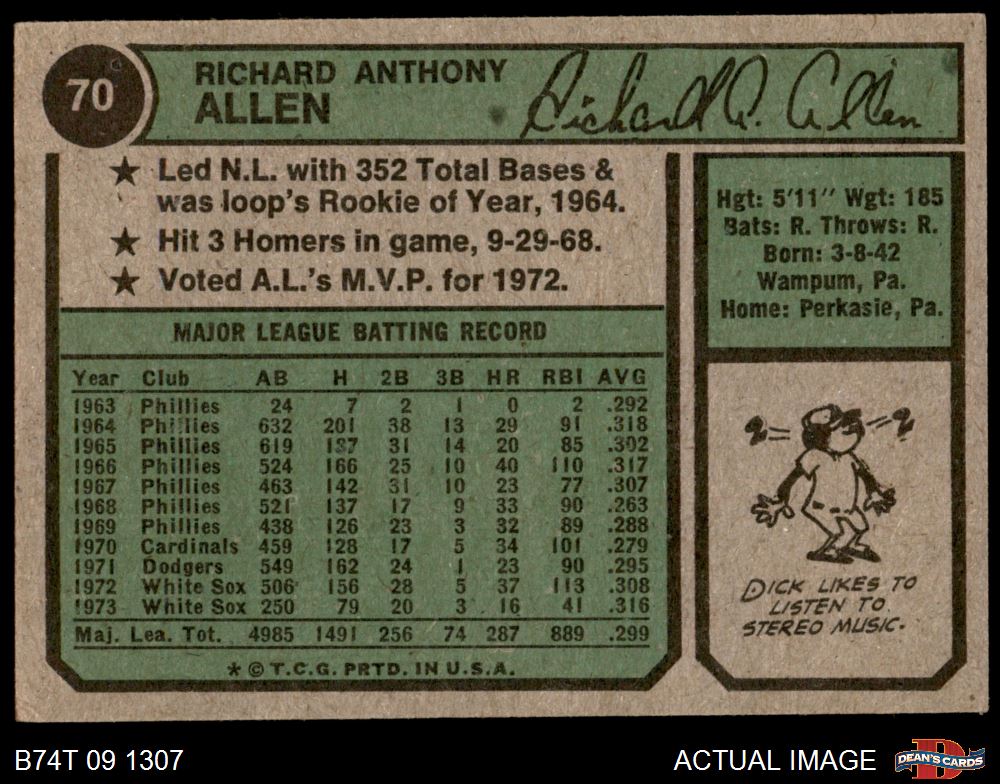 70
RICHARD ANTHONY
ALLEN
Richard A. Allen
★ Led N.L. with 352 Total Bases &
was loop's Rookie of Year, 1964.
★ Hit 3 Homers in game, 9-29-68.
★ Voted A.L.'s M.V.P. for 1972.
Hgt: 5'11" Wgt: 185
Bats: R. Throws: R.
Born: 3-8-42
Wampum, Pa.
Home: Perkasie, Pa.
MAJOR LEAGUE BATTING RECORD
Year Club AB H 2B 3B HR RBI AVG
1963 Phillies 24 7 2 1 0 2 .292
1964 Phillies 632 201 38 13 29 91 .318
1965 Phillies 619 187 31 14 20 85 .302
1966 Phillies 524 166 25 10 40 110 .317
1967 Phillies 463 142 31 10 23 77 .307
1968 Phillies 521 137 17 9 33 90 .263
1969 Phillies 438 126 23 3 32 89 .288
1970 Cardinals 459 128 17 5 34 101 .279
1971 Dodgers 549 162 24 1 23 90 .295
1972 White Sox 506 156 28 5 37 113 .308
1973 White Sox 250 79 20 3 16 41 .316
Maj. Lea. Tot. 4985 1491 256 74 287 889 .299
* © T.C.G. PRTD. IN U.S.A.
DICK LIKES TO
LISTEN TO
STEREO MUSIC.
B74T 09 1307
ACTUAL IMAGE
DEAN'S CARDS